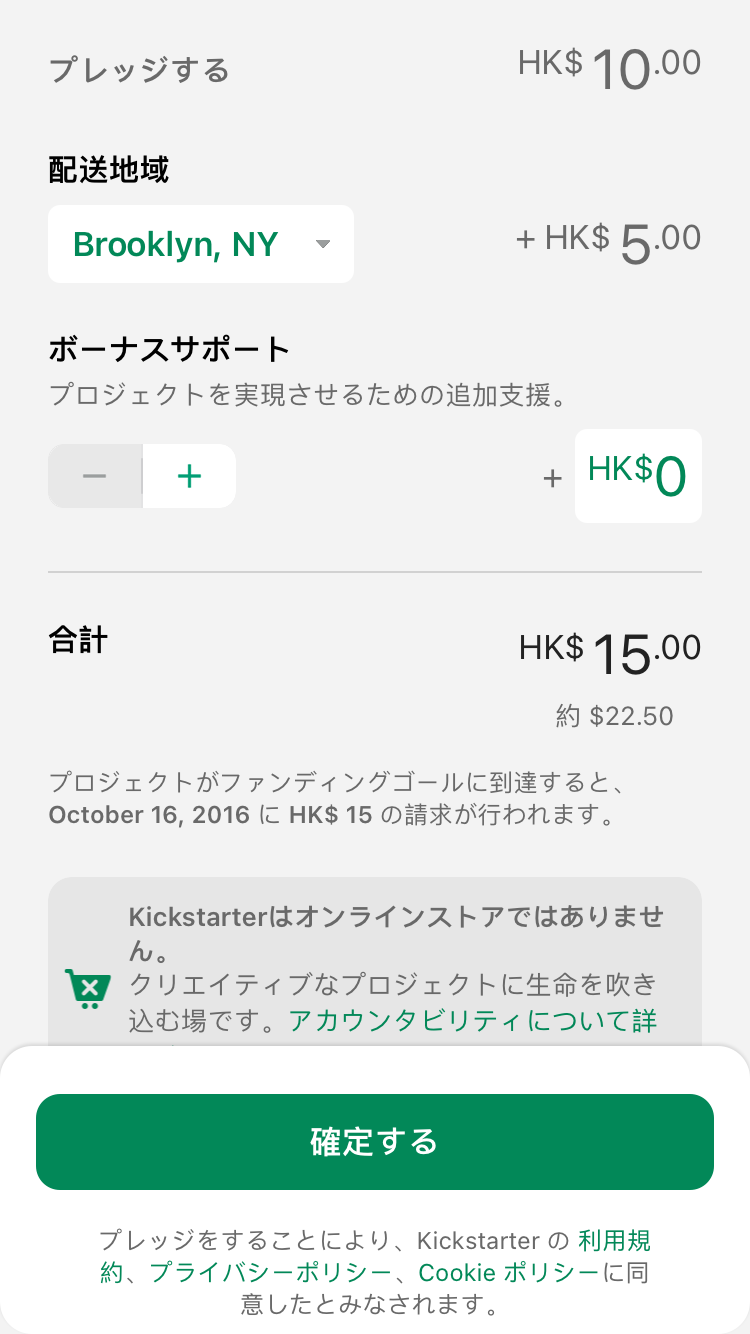 プレッジする HK$ 10.00
配送地域
Brooklyn, NY + HK$ 5.00
ボーナスサポート
プロジェクトを実現させるための追加支援。
− + + HK$0
合計 HK$ 15.00
約 $22.50
プロジェクトがファンディングゴールに到達すると、
October 16, 2016 に HK$ 15 の請求が行われます。
Kickstarterはオンラインストアではありませ
ん。
クリエイティブなプロジェクトに生命を吹き
込む場です。アカウンタビリティについて詳
確定する
プレッジをすることにより、Kickstarter の 利用規
約、プライバシーポリシー、Cookie ポリシーに同
意したとみなされます。